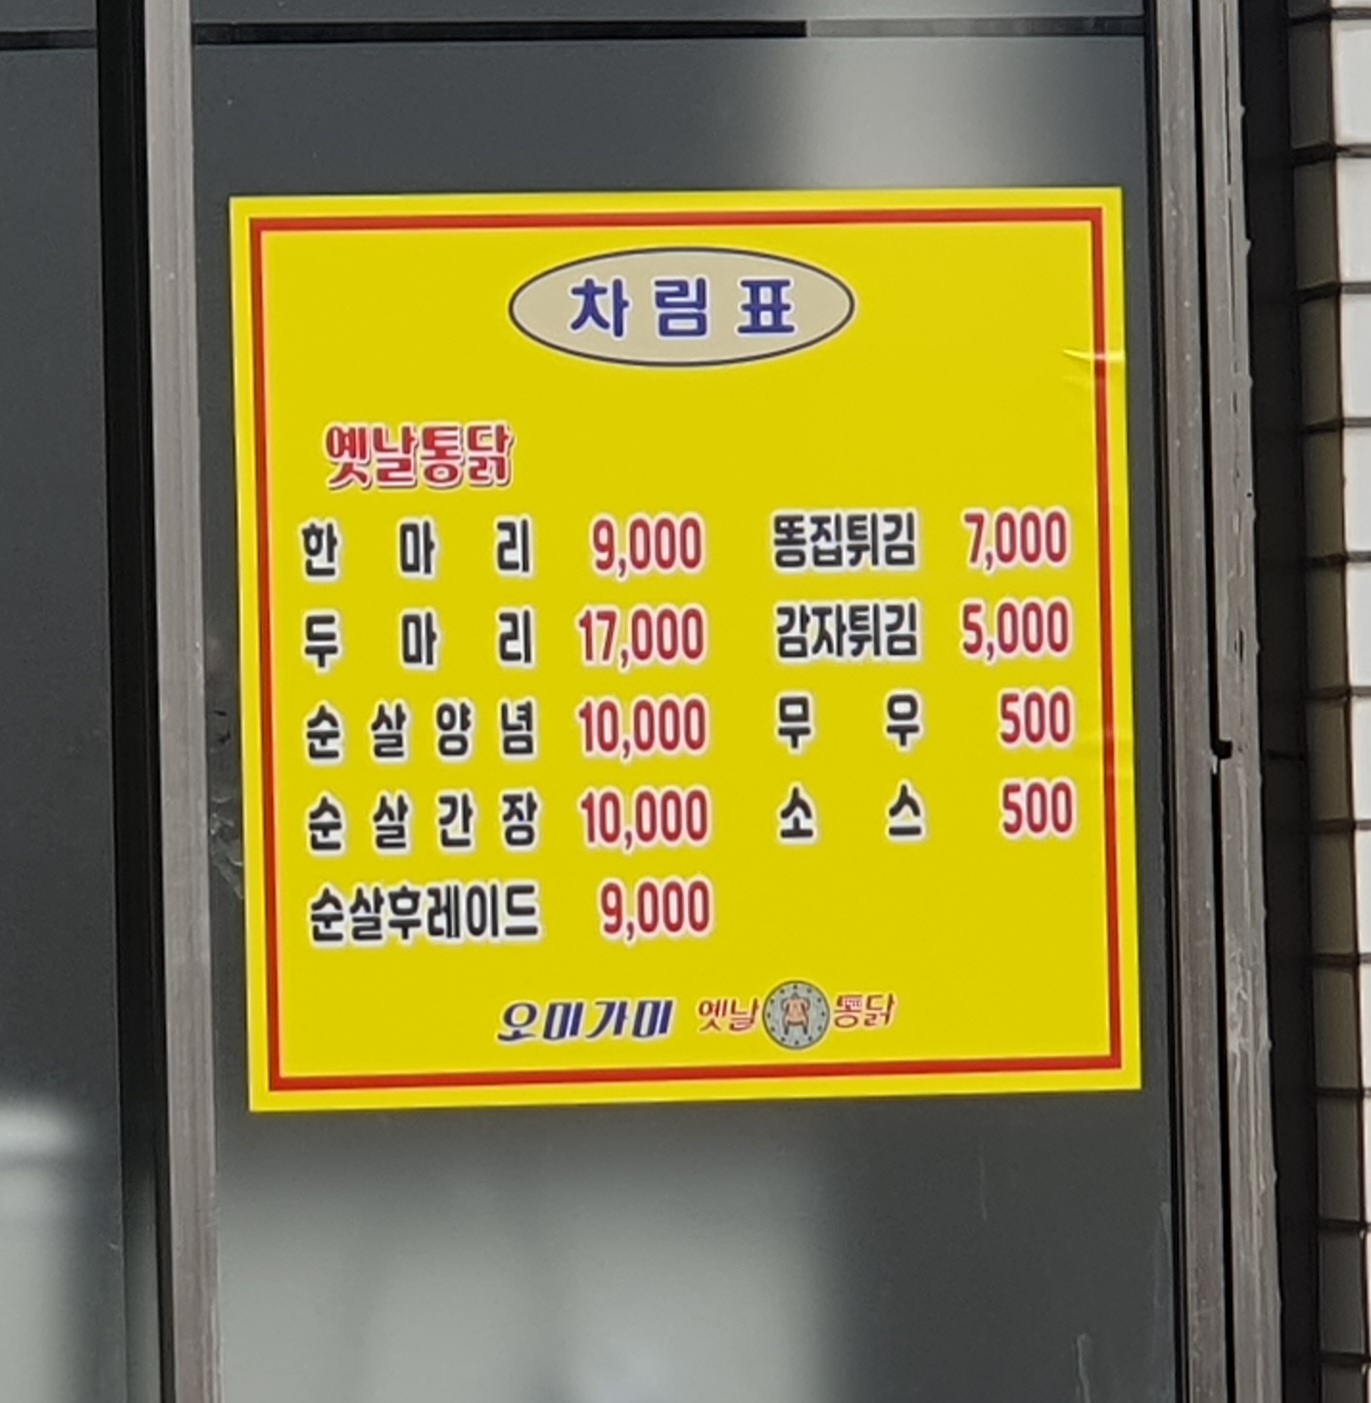 차림표
옛날통닭
한 마 리 9,000
두 마 리 17,000
순 살 양 념 10,000
순 살 간 장 10,000
순살후레이드 9,000
똥집튀김 7,000
감자튀김 5,000
무 우 500
소 스 500
오미가미 옛날통닭